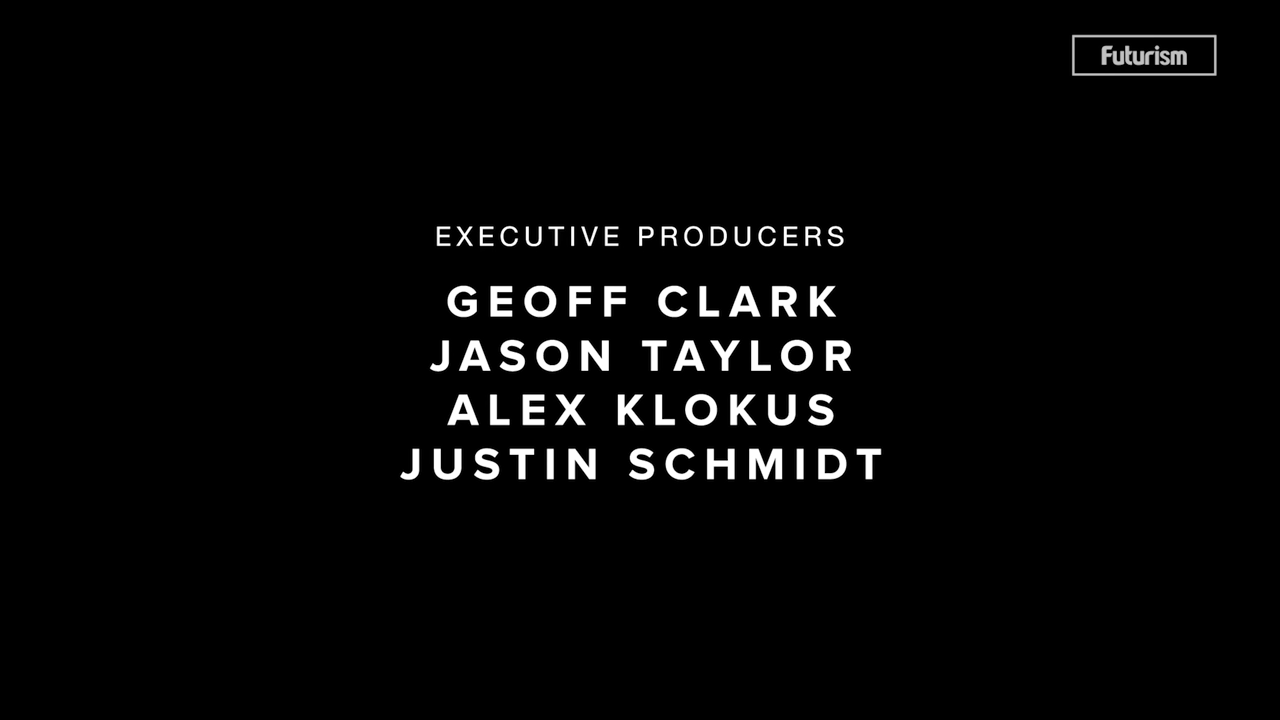 Futurism
EXECUTIVE PRODUCERS
GEOFF CLARK
JASON TAYLOR
ALEX KLOKUS
JUSTIN SCHMIDT